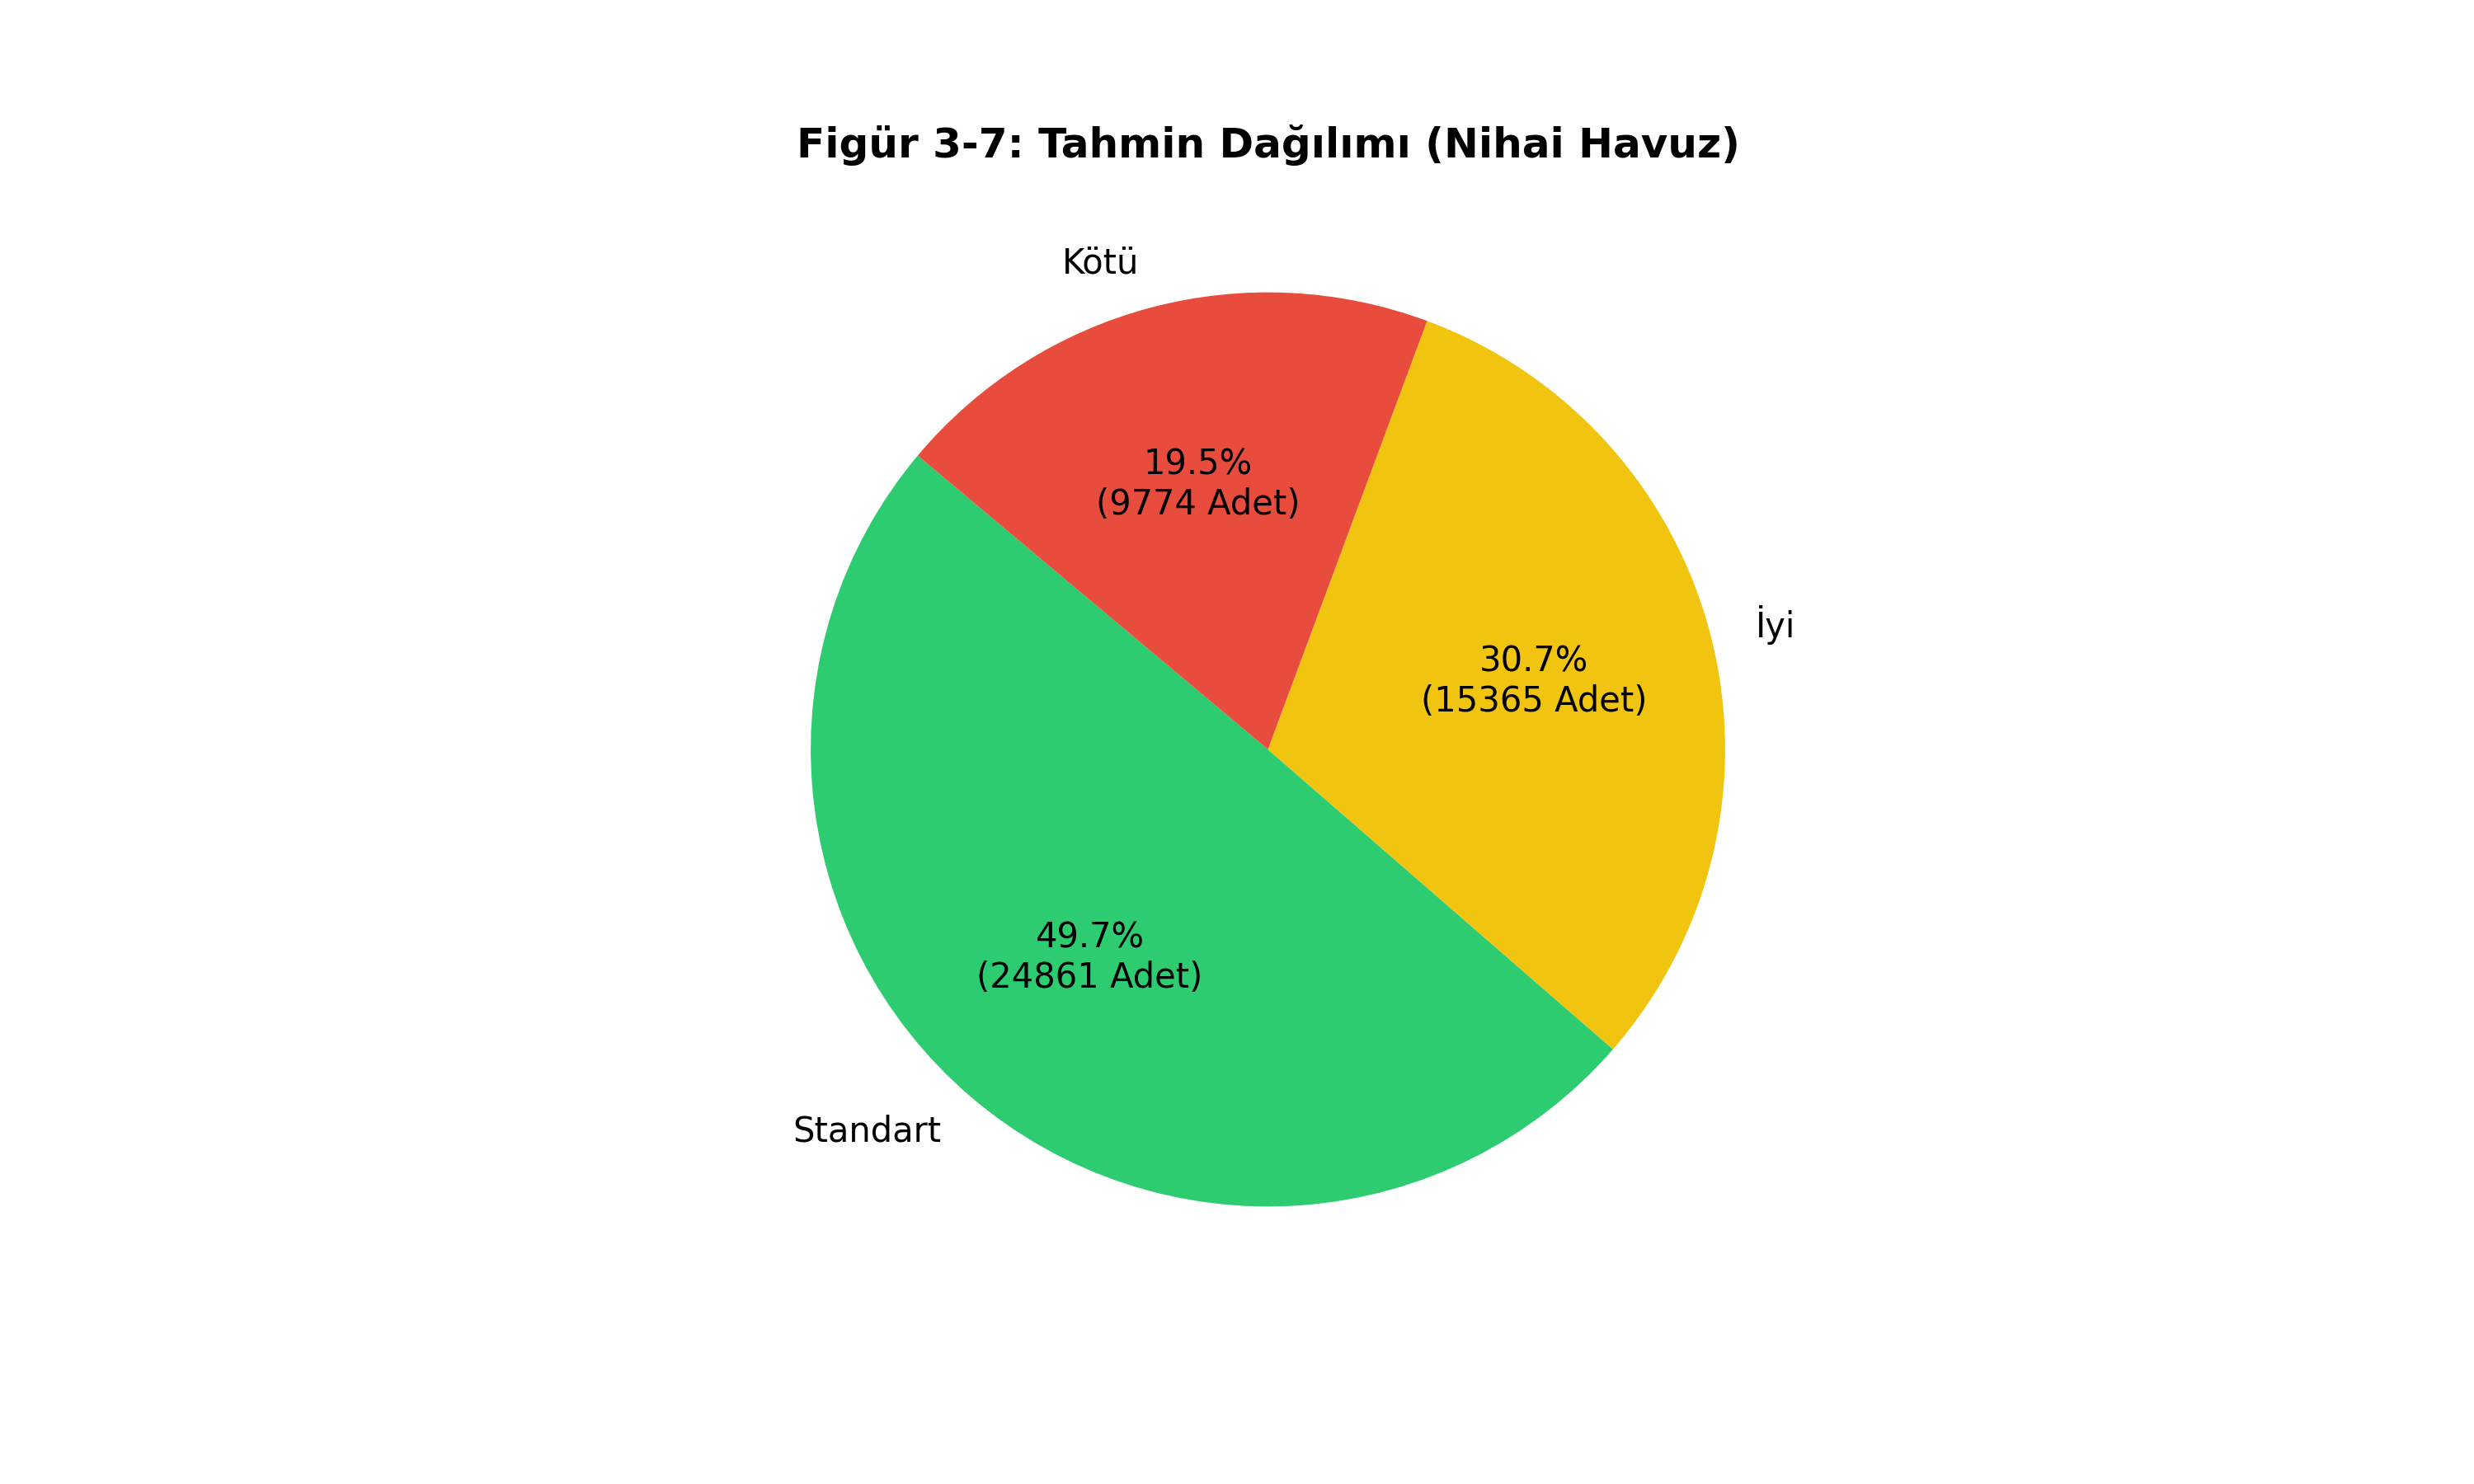 Figür 3-7: Tahmin Dağılımı (Nihai Havuz)
Kötü
19.5%
(9774 Adet)
İyi
30.7%
(15365 Adet)
49.7%
(24861 Adet)
Standart